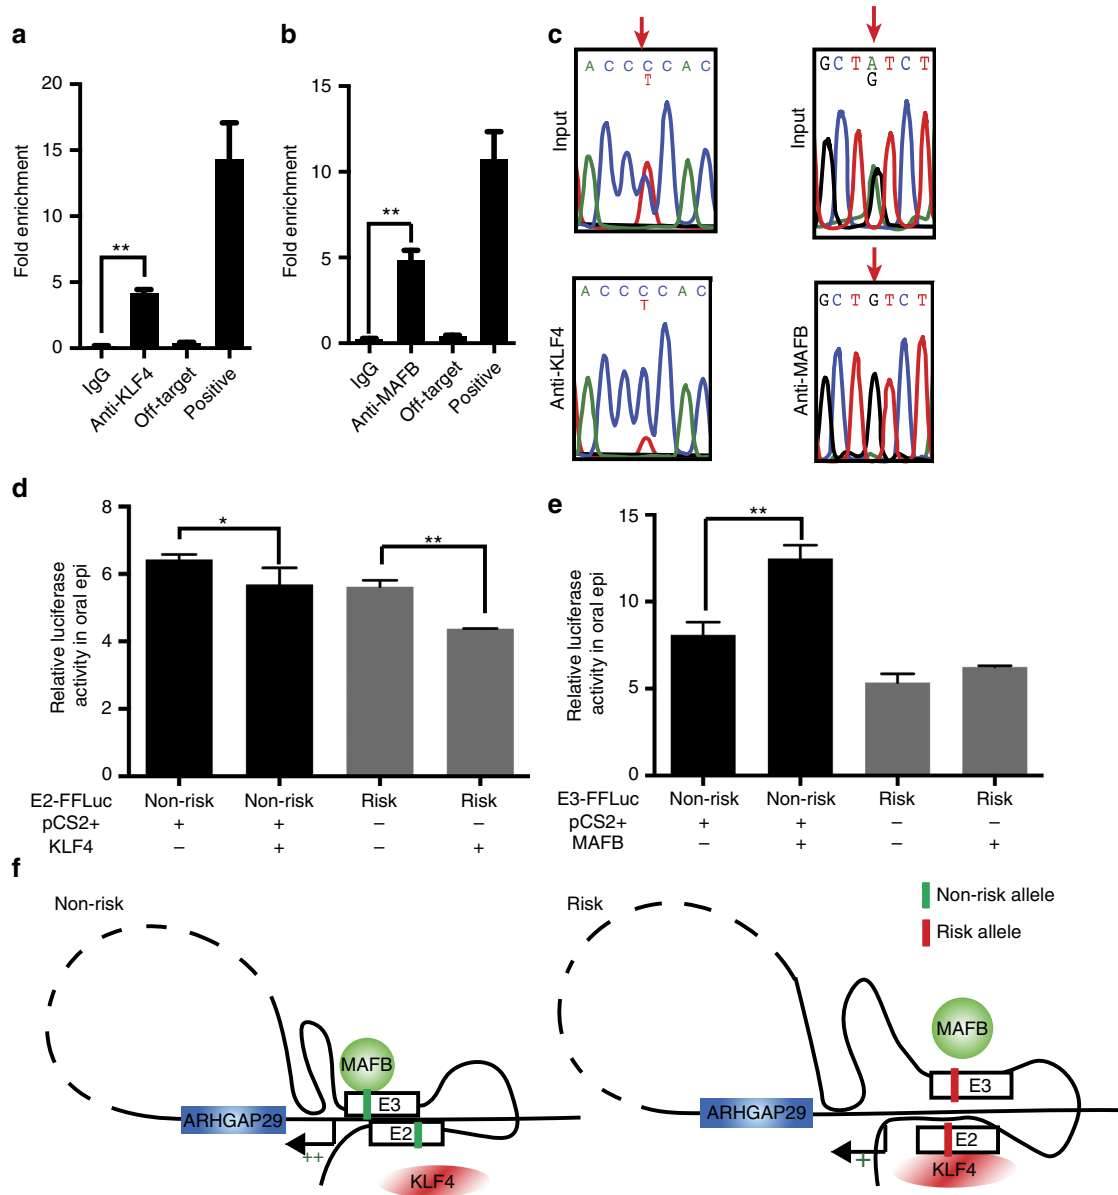 a
Fold enrichment
20
15
10
5
0
**
IgG
Anti-KLF4
Off-target
Positive
b
Fold enrichment
15
10
5
0
**
IgG
Anti-MAFB
Off-target
Positive
c
Input
A C C C C A C
T
Input
G C T A T C T
G
Anti-KLF4
A C C C C A C
T
Anti-MAFB
G C T G T C T
d
Relative luciferase
activity in oral epi
8
6
4
2
0
*
**
E2-FFLuc Non-risk Non-risk Risk Risk
pCS2+ + + – –
KLF4 – + – +
e
Relative luciferase
activity in oral epi
15
10
5
0
**
E3-FFLuc Non-risk Non-risk Risk Risk
pCS2+ + + – –
MAFB – + – +
f
Non-risk
MAFB
E3
ARHGAP29
E2
++
KLF4
Risk
Non-risk allele
Risk allele
MAFB
E3
ARHGAP29
E2
+
KLF4